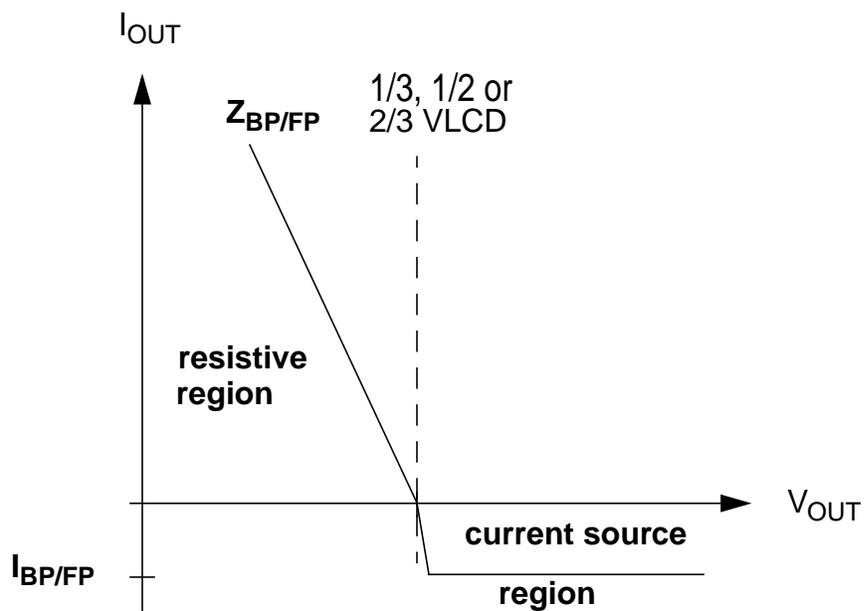 IOUT
1/3, 1/2 or
2/3 VLCD
ZBP/FP
resistive
region
VOUT
current source
IBP/FP
region